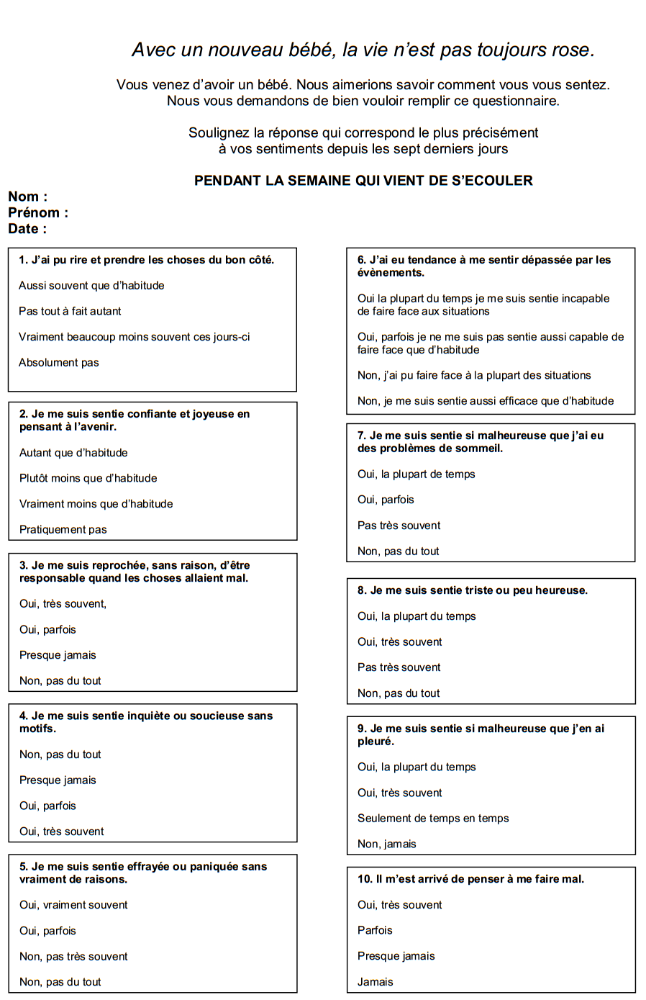 Avec un nouveau bébé, la vie n’est pas toujours rose.
Vous venez d’avoir un bébé. Nous aimerions savoir comment vous vous sentez.
Nous vous demandons de bien vouloir remplir ce questionnaire.
Soulignez la réponse qui correspond le plus précisément
à vos sentiments depuis les sept derniers jours
PENDANT LA SEMAINE QUI VIENT DE S’ECOULER
Nom :
Prénom :
Date :
1. J’ai pu rire et prendre les choses du bon côté.
Aussi souvent que d’habitude
Pas tout à fait autant
Vraiment beaucoup moins souvent ces jours-ci
Absolument pas
2. Je me suis sentie confiante et joyeuse en
pensant à l’avenir.
Autant que d’habitude
Plutôt moins que d’habitude
Vraiment moins que d’habitude
Pratiquement pas
3. Je me suis reprochée, sans raison, d’être
responsable quand les choses allaient mal.
Oui, très souvent,
Oui, parfois
Presque jamais
Non, pas du tout
4. Je me suis sentie inquiète ou soucieuse sans
motifs.
Non, pas du tout
Presque jamais
Oui, parfois
Oui, très souvent
5. Je me suis sentie effrayée ou paniquée sans
vraiment de raisons.
Oui, vraiment souvent
Oui, parfois
Non, pas très souvent
Non, pas du tout
6. J’ai eu tendance à me sentir dépassée par les
évènements.
Oui la plupart du temps je me suis sentie incapable
de faire face aux situations
Oui, parfois je ne me suis pas sentie aussi capable de
faire face que d’habitude
Non, j’ai pu faire face à la plupart des situations
Non, je me suis sentie aussi efficace que d’habitude
7. Je me suis sentie si malheureuse que j’ai eu
des problèmes de sommeil.
Oui, la plupart de temps
Oui, parfois
Pas très souvent
Non, pas du tout
8. Je me suis sentie triste ou peu heureuse.
Oui, la plupart du temps
Oui, très souvent
Pas très souvent
Non, pas du tout
9. Je me suis sentie si malheureuse que j’en ai
pleuré.
Oui, la plupart du temps
Oui, très souvent
Seulement de temps en temps
Non, jamais
10. Il m’est arrivé de penser à me faire mal.
Oui, très souvent
Parfois
Presque jamais
Jamais